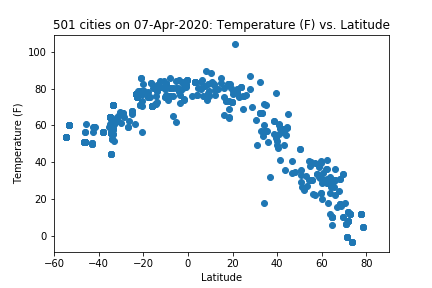 501 cities on 07-Apr-2020: Temperature (F) vs. Latitude
Temperature (F)
100
80
60
40
20
0
−60 −40 −20 0 20 40 60 80
Latitude